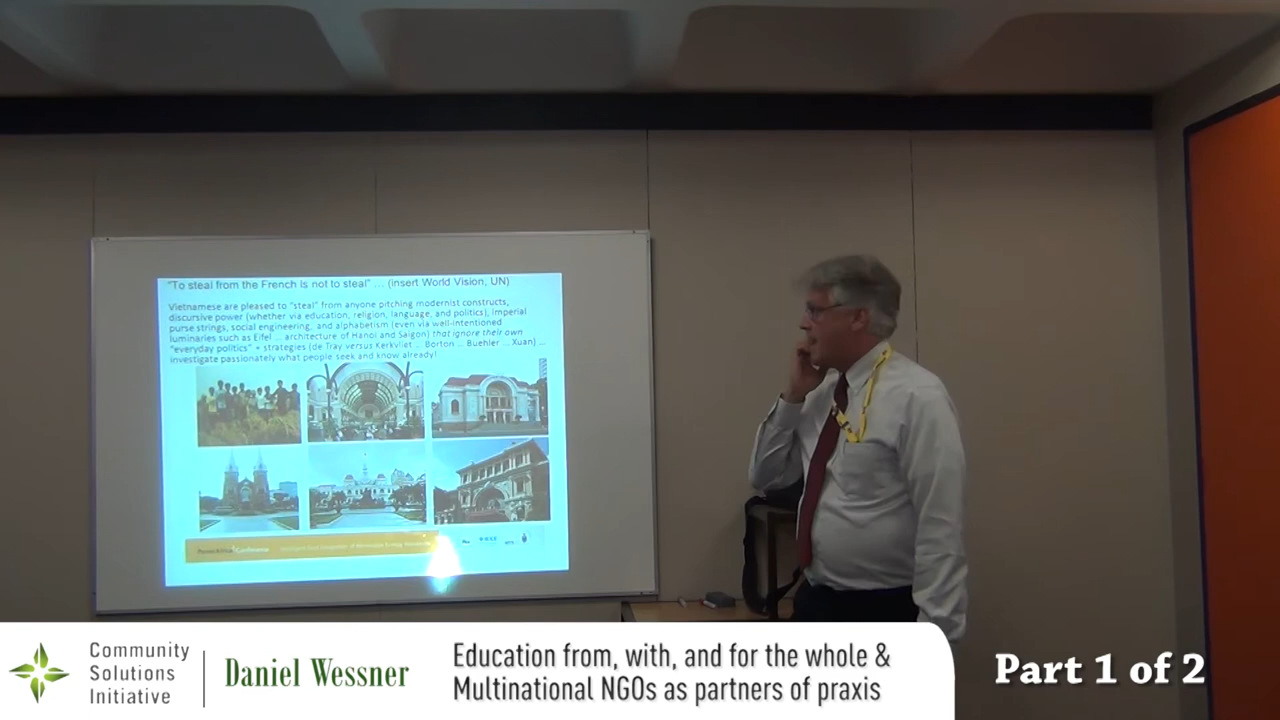 "To steal from the French is not to steal" ... (insert World Vision, UN)
Vietnamese are pleased to "steal" from anyone pitching modernist constructs,
discursive power (whether via education, religion, language, and politics), imperial
purse strings, social engineering, and alphabetism (even via well-intentioned
luminaries such as Eifel ... architecture of Hanoi and Saigon) that ignore their own
"everyday politics" + strategies (de Tray versus Kerkvliet ... Borton ... Buehler ... Xuan) ...
investigate passionately what people seek and know already!
PowerAfrica Conference
IEEE
Community
Solutions
Initiative
Daniel Wessner
Education from, with, and for the whole &
Multinational NGOs as partners of praxis
Part 1 of 2